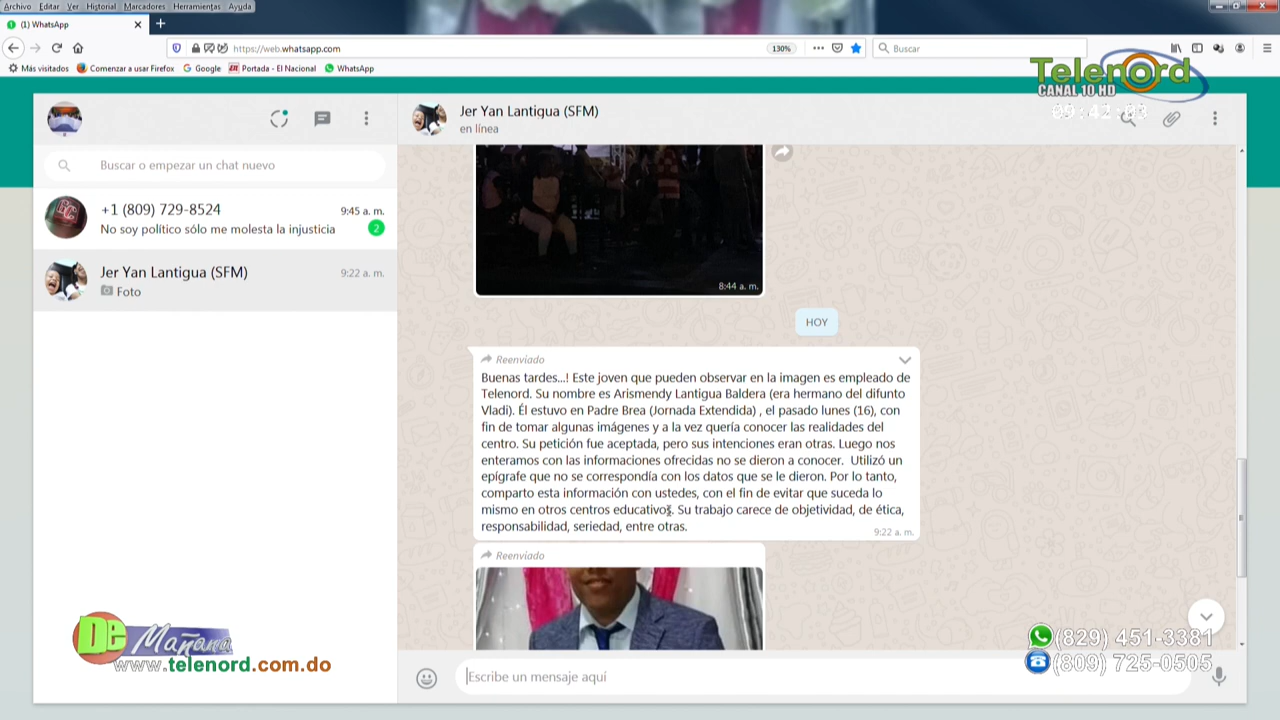 Archivo Editar Ver Historial Marcadores Herramientas Ayuda
(1) WhatsApp
https://web.whatsapp.com
130%
Buscar
Más visitados Comenzar a usar Firefox Google Portada - El Nacional WhatsApp
Telenord
CANAL 10 HD
09:42:03
Jer Yan Lantigua (SFM)
en línea
Buscar o empezar un chat nuevo
+1 (809) 729-8524
9:45 a. m.
No soy político sólo me molesta la injusticia
2
Jer Yan Lantigua (SFM)
9:22 a. m.
Foto
8:44 a. m.
HOY
Reenviado
Buenas tardes...! Este joven que pueden observar en la imagen es empleado de
Telenord. Su nombre es Arismendy Lantigua Baldera (era hermano del difunto
Vladi). Él estuvo en Padre Brea (Jornada Extendida) , el pasado lunes (16), con
fin de tomar algunas imágenes y a la vez quería conocer las realidades del
centro. Su petición fue aceptada, pero sus intenciones eran otras. Luego nos
enteramos con las informaciones ofrecidas no se dieron a conocer. Utilizó un
epígrafe que no se correspondía con los datos que se le dieron. Por lo tanto,
comparto esta información con ustedes, con el fin de evitar que suceda lo
mismo en otros centros educativos. Su trabajo carece de objetividad, de ética,
responsabilidad, seriedad, entre otras.
9:22 a. m.
Reenviado
Escribe un mensaje aquí
De Mañana
www.telenord.com.do
(829) 451-3381
(809) 725-0505